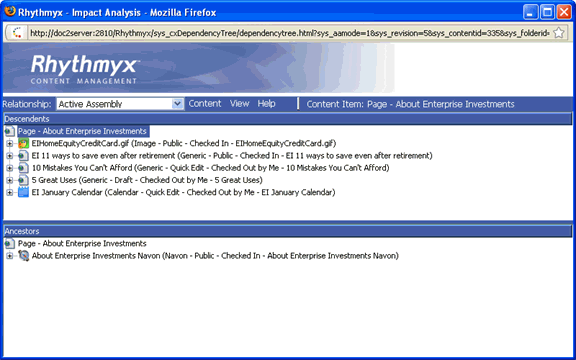 Rhythmyx - Impact Analysis - Mozilla Firefox
http://doc2server:2810/Rhythmyx/sys_cxDependencyTree/dependencytree.html?sys_aamode=1&sys_revision=5&sys_contentid=335&sys_folderid=
Rhythmyx
CONTENT MANAGEMENT
Relationship: Active Assembly Content View Help Content Item: Page - About Enterprise Investments
Descendents
Page - About Enterprise Investments
EIHomeEquityCreditCard.gif (Image - Public - Checked In - EIHomeEquityCreditCard.gif)
EI 11 ways to save even after retirement (Generic - Public - Checked In - EI 11 ways to save even after retirement)
10 Mistakes You Can't Afford (Generic - Quick Edit - Checked Out by Me - 10 Mistakes You Can't Afford)
5 Great Uses (Generic - Draft - Checked Out by Me - 5 Great Uses)
EI January Calendar (Calendar - Quick Edit - Checked Out by Me - EI January Calendar)
Ancestors
Page - About Enterprise Investments
About Enterprise Investments Navon (Navon - Public - Checked In - About Enterprise Investments Navon)